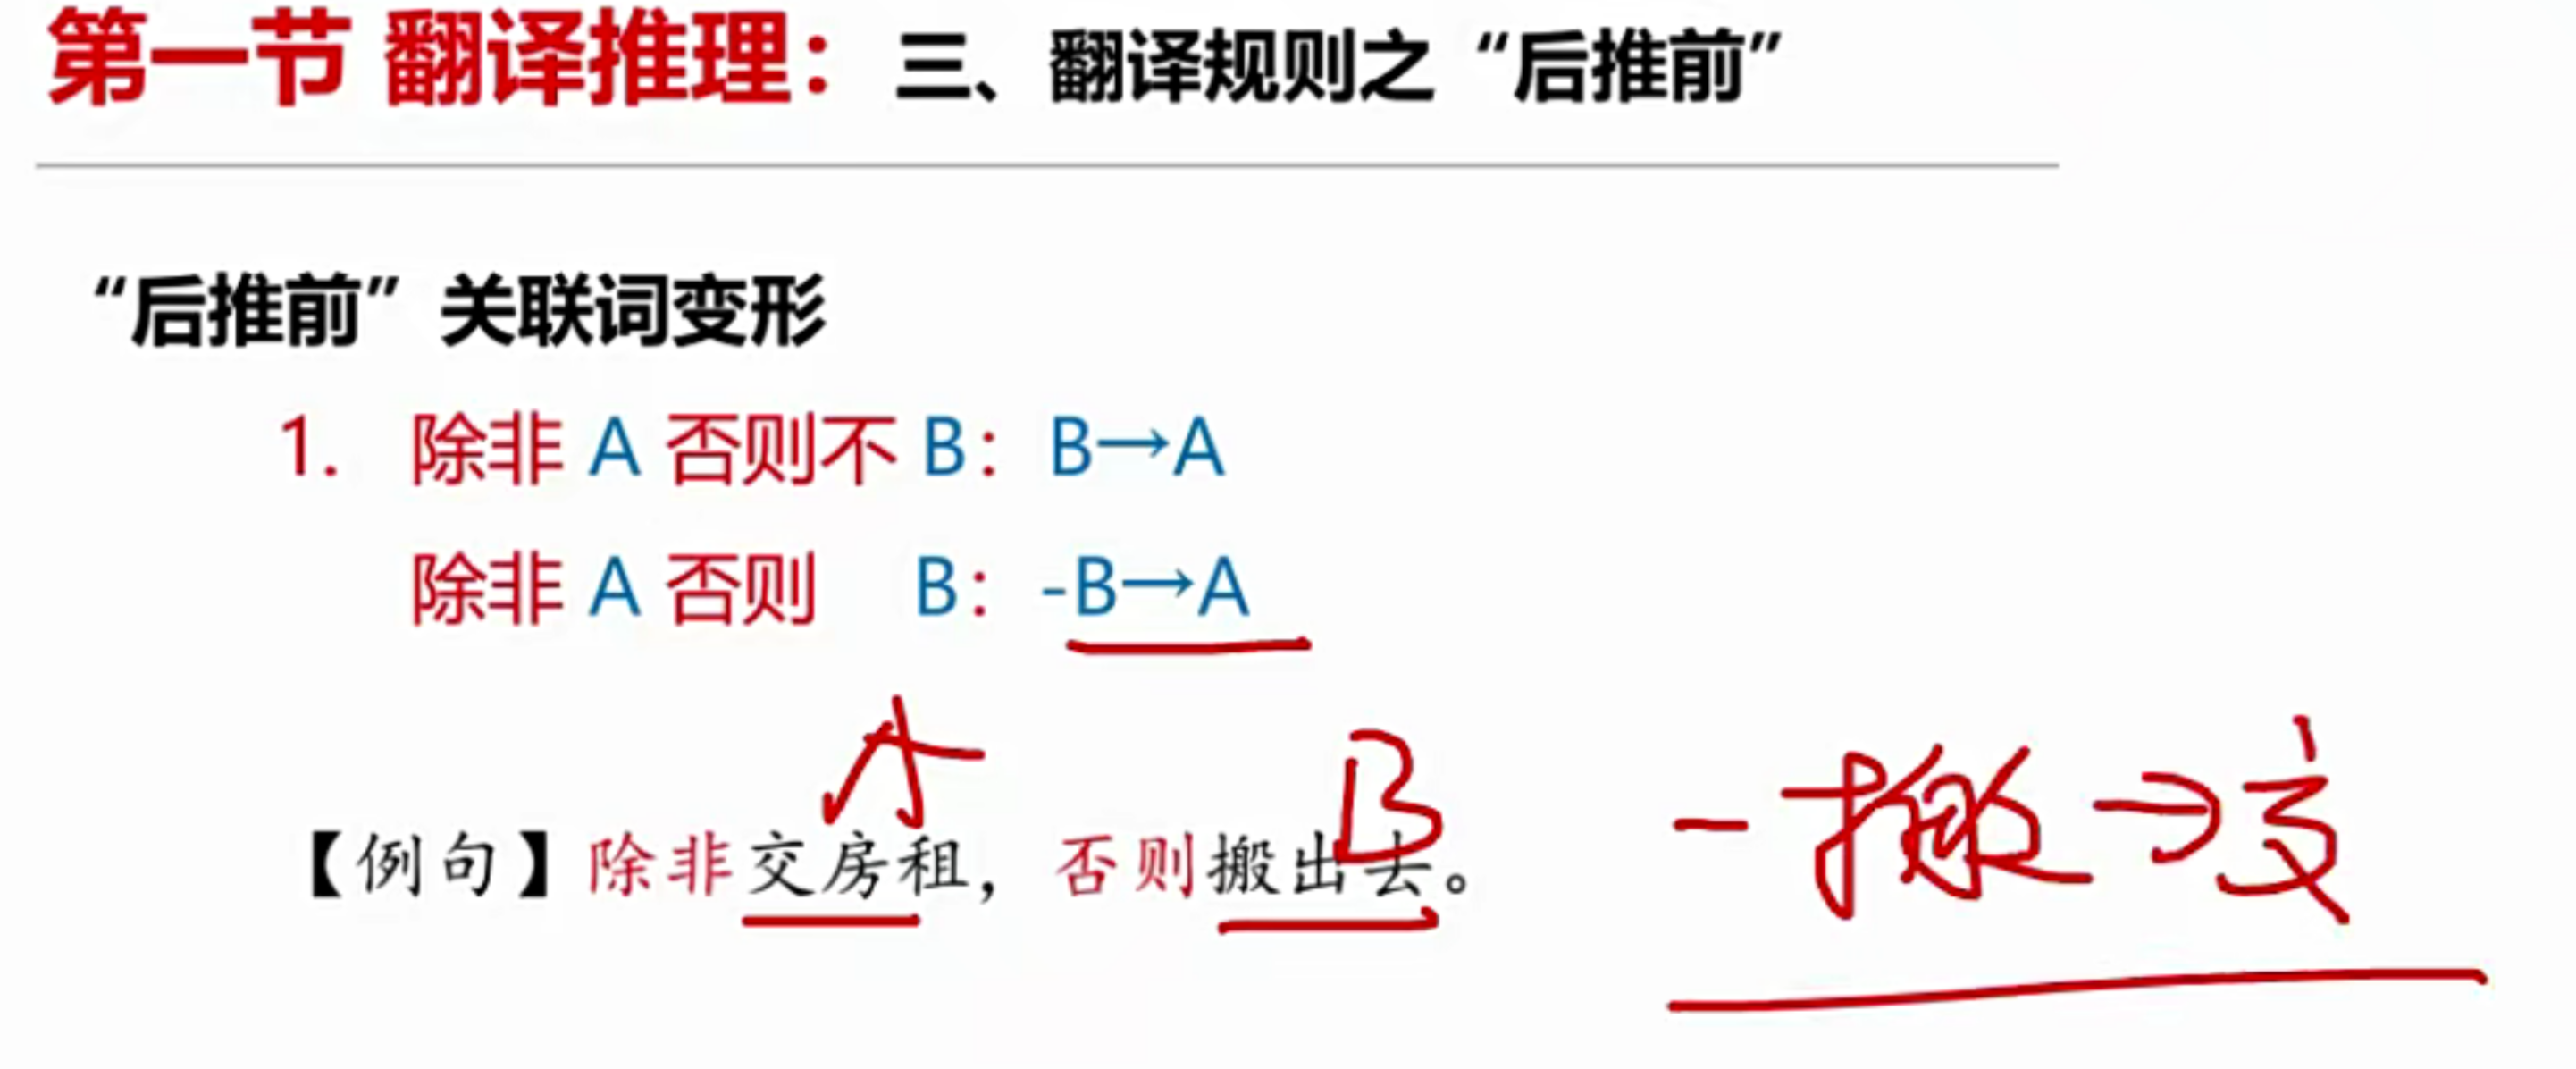 第一节 翻译推理：三、翻译规则之“后推前”
“后推前”关联词变形
1. 除非 A 否则不 B：B→A
除非 A 否则 B：-B→A
A B
【例句】除非交房租，否则搬出去。 -搬→交